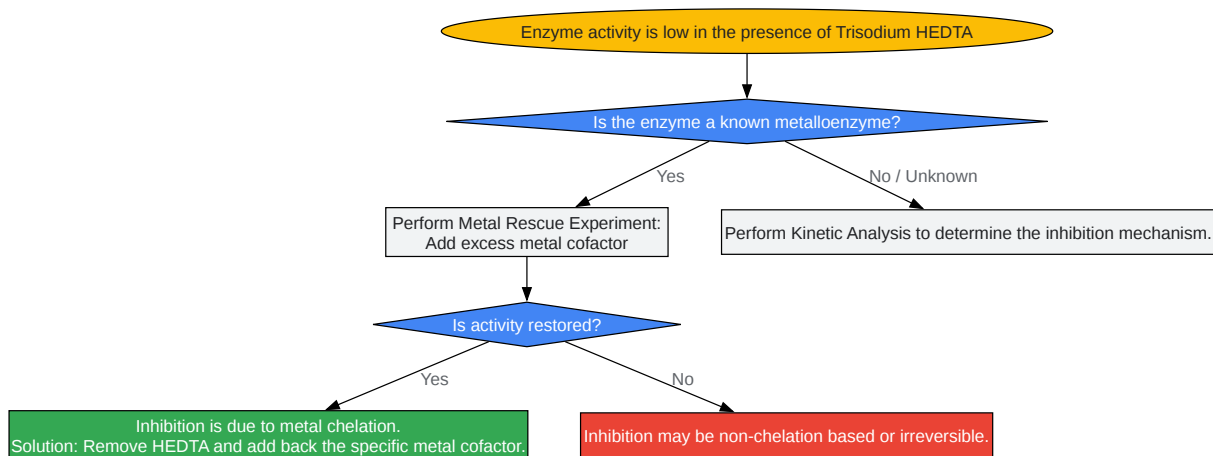 Enzyme activity is low in the presence of Trisodium HEDTA
Is the enzyme a known metalloenzyme?
Yes
No / Unknown
Perform Metal Rescue Experiment:
Add excess metal cofactor
Perform Kinetic Analysis to determine the inhibition mechanism.
Is activity restored?
Yes
No
Inhibition is due to metal chelation.
Solution: Remove HEDTA and add back the specific metal cofactor.
Inhibition may be non-chelation based or irreversible.